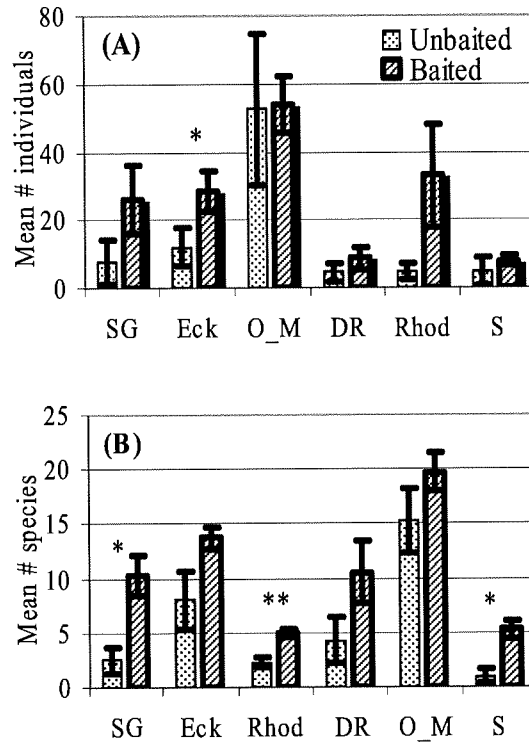 80
(A)
Unbaited
Baited
60
*
40
20
0
Mean # individuals
SG Eck O_M DR Rhod S
25
(B)
20
15
*
**
*
10
5
0
Mean # species
SG Eck Rhod DR O_M S